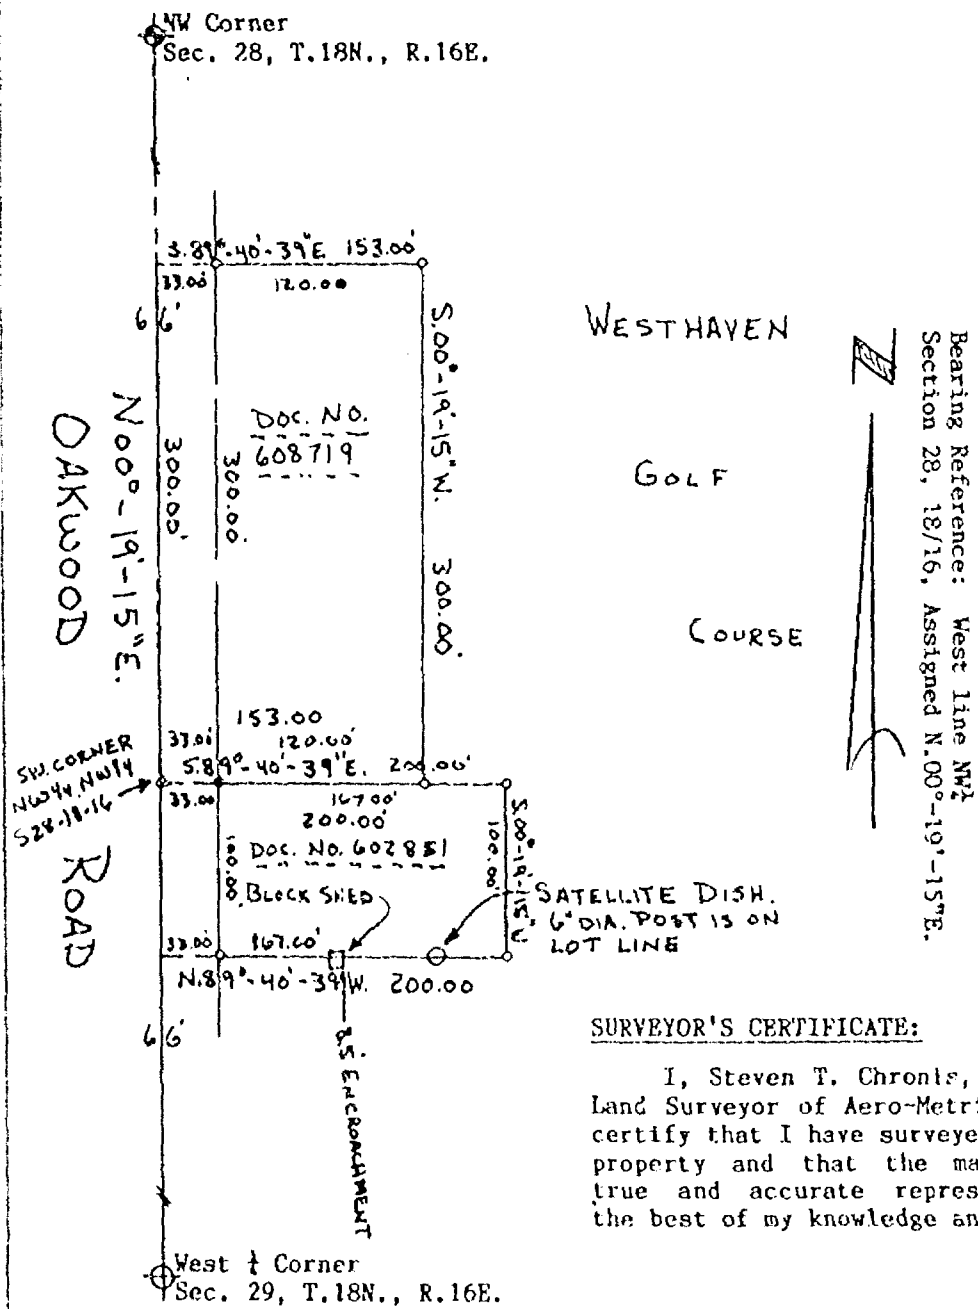 NW Corner
Sec. 28, T.18N., R.16E.
S.89°-40'-39"E. 153.00'
33.00'
120.00
66'
WESTHAVEN
GOLF
COURSE
Bearing Reference: West line NW¼
Section 28, 18/16, Assigned N.00°-19'-15"E.
S.00°-19'-15"W. 300.00'
DOC. NO.
608719
300.00'
300.00'
N00°-19'-15"E.
OAKWOOD
ROAD
153.00
33.00'
120.00'
SW. CORNER
NW¼, NW¼
S28-18-16
S.89°-40'-39"E. 200.00'
33.00
167.00'
200.00'
100.00'
DOC. NO. 602851
BLOCK SHED
S.00°-19'-15"W
100.00'
SATELLITE DISH.
6" DIA. POST IS ON
LOT LINE
33.00'
167.00'
N.89°-40'-39"W. 200.00
66'
ENCROACHMENT
SURVEYOR'S CERTIFICATE:
I, Steven T. Chronis,
Land Surveyor of Aero-Metri
certify that I have surveye
property and that the ma
true and accurate repres
the best of my knowledge an
West ¼ Corner
Sec. 29, T.18N., R.16E.